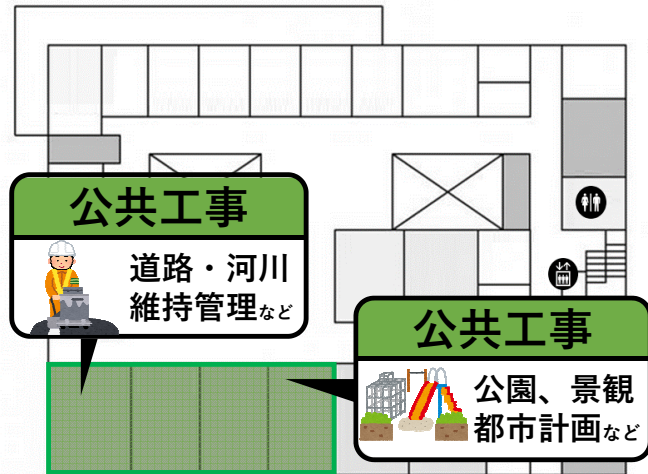 公共工事
道路・河川
維持管理など
公共工事
公園、景観
都市計画など